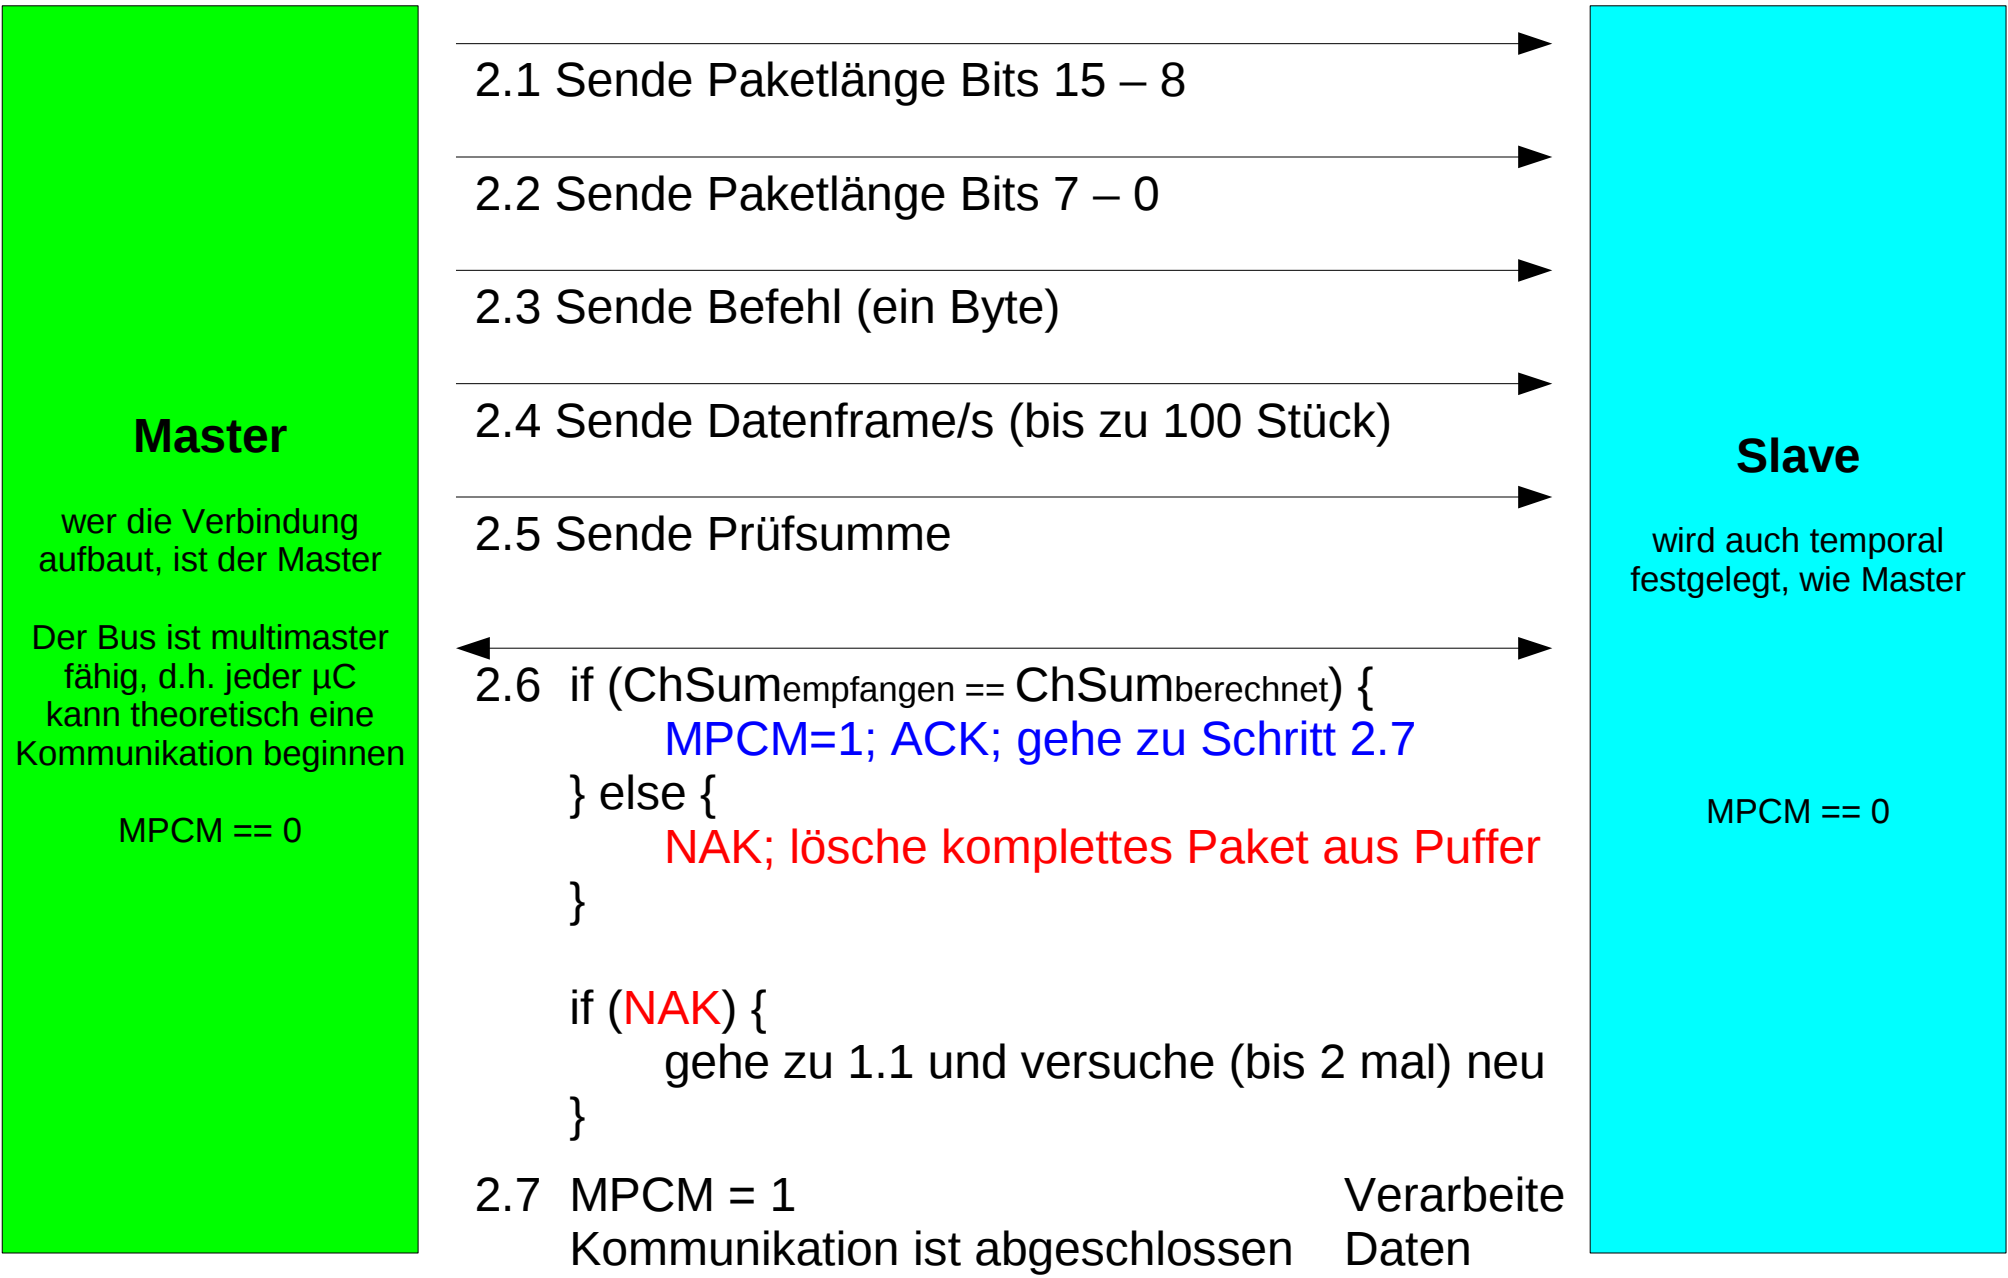 Master
wer die Verbindung
aufbaut, ist der Master
Der Bus ist multimaster
fähig, d.h. jeder µC
kann theoretisch eine
Kommunikation beginnen
MPCM == 0
2.1 Sende Paketlänge Bits 15 – 8
2.2 Sende Paketlänge Bits 7 – 0
2.3 Sende Befehl (ein Byte)
2.4 Sende Datenframe/s (bis zu 100 Stück)
2.5 Sende Prüfsumme
2.6 if (ChSumempfangen == ChSumberechnet) {
MPCM=1; ACK; gehe zu Schritt 2.7
} else {
NAK; lösche komplettes Paket aus Puffer
}
if (NAK) {
gehe zu 1.1 und versuche (bis 2 mal) neu
}
2.7 MPCM = 1
Kommunikation ist abgeschlossen
Verarbeite
Daten
Slave
wird auch temporal
festgelegt, wie Master
MPCM == 0